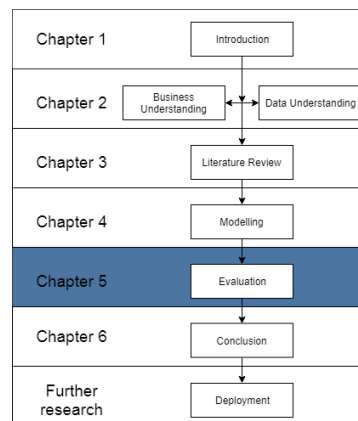 Chapter 1
Introduction
Chapter 2
Business
Understanding
Data Understanding
Chapter 3
Literature Review
Chapter 4
Modelling
Chapter 5
Evaluation
Chapter 6
Conclusion
Further
research
Deployment